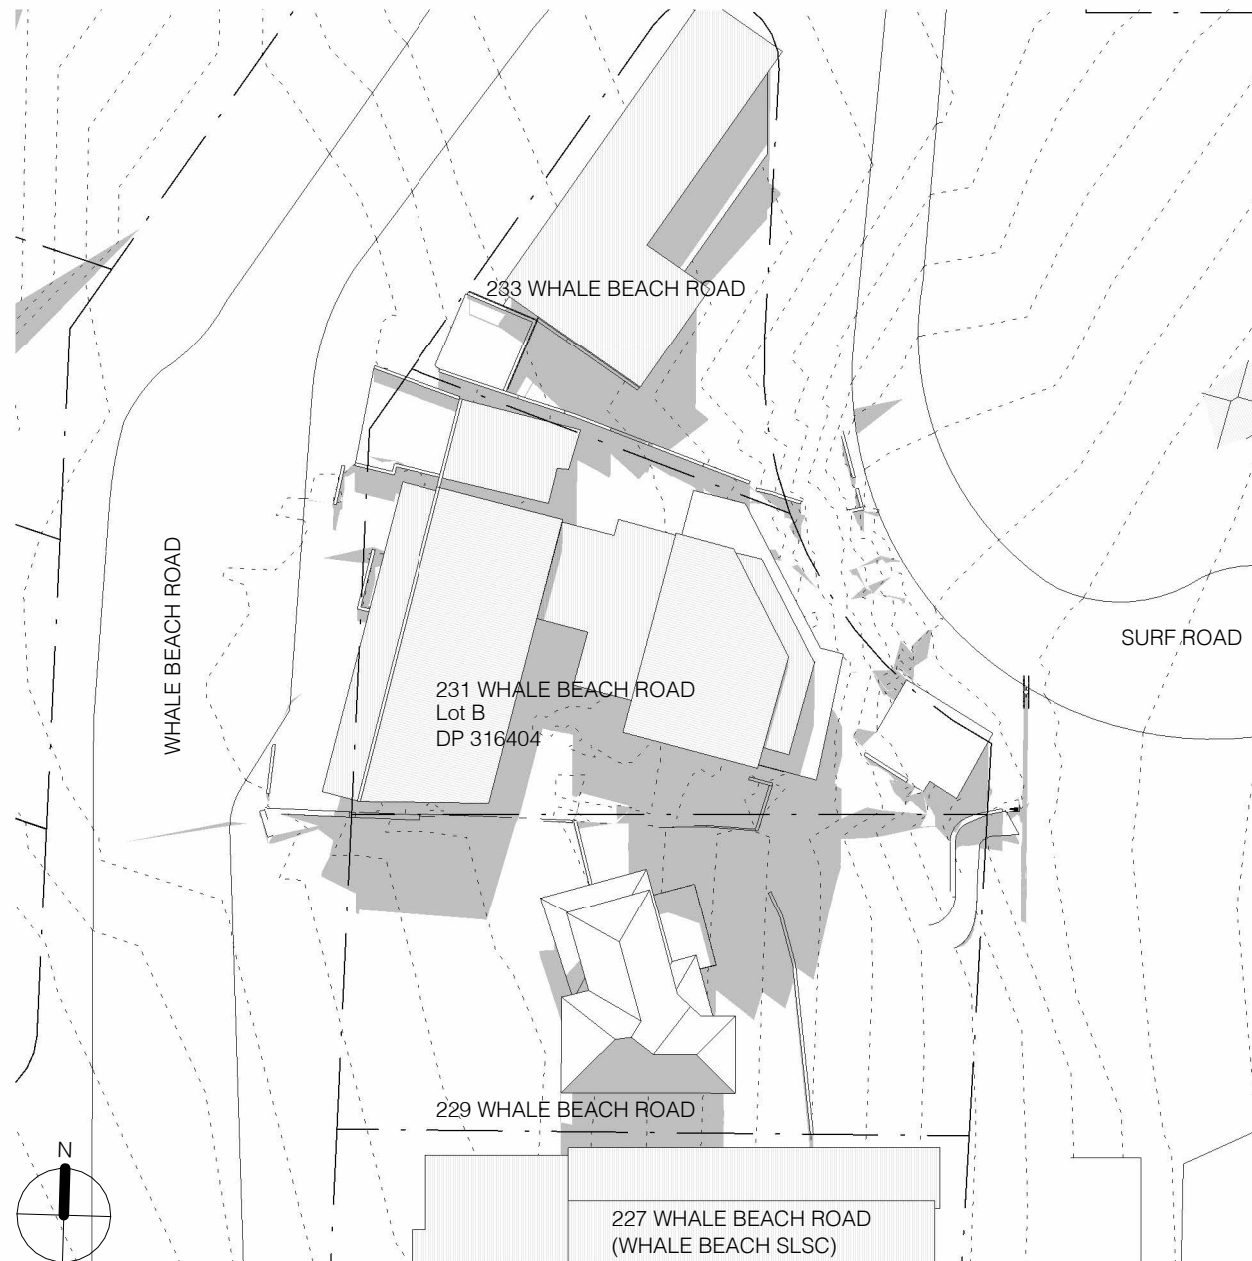 233 WHALE BEACH ROAD
WHALE BEACH ROAD
SURF ROAD
231 WHALE BEACH ROAD
Lot B
DP 316404
229 WHALE BEACH ROAD
N
227 WHALE BEACH ROAD
(WHALE BEACH SLSC)